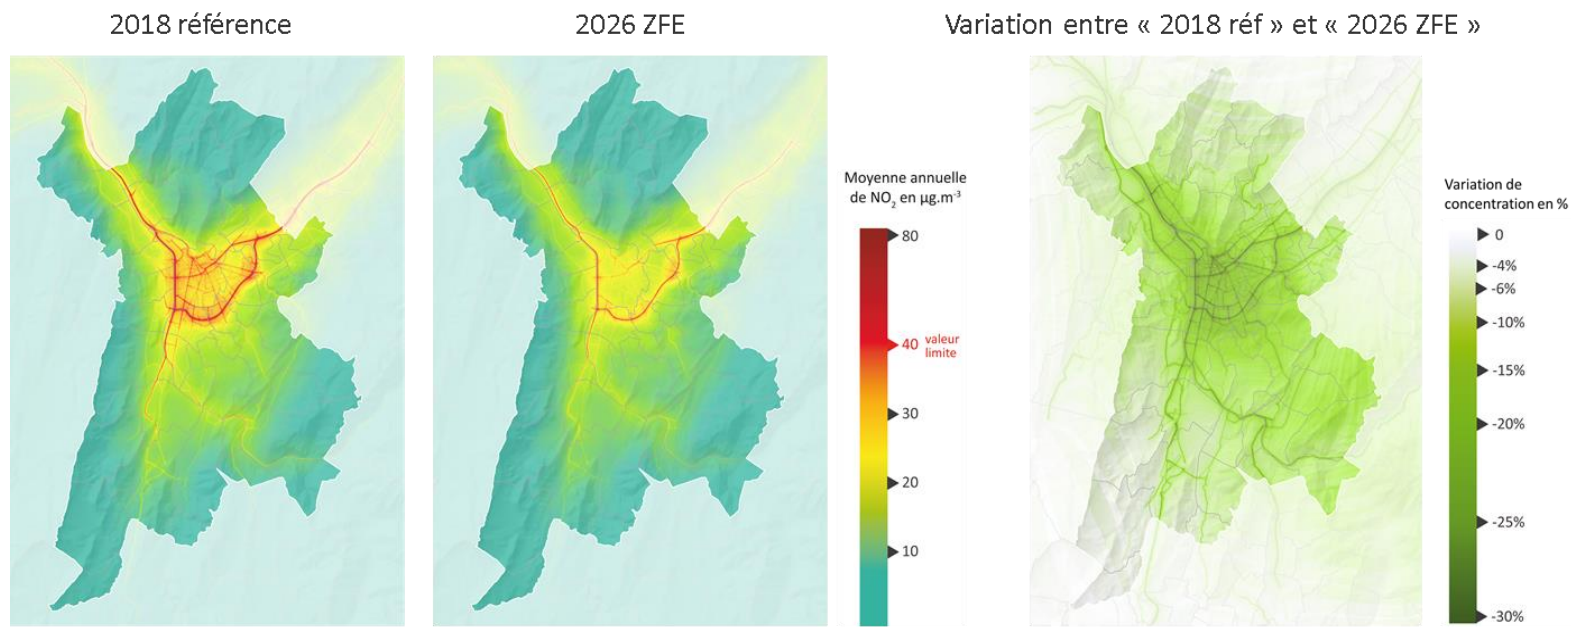 2018 référence
2026 ZFE
Variation entre « 2018 réf » et « 2026 ZFE »
Moyenne annuelle
de NO2 en µg.m-3
80
40 valeur
limite
30
20
10
Variation de
concentration en %
0
-4%
-6%
-10%
-15%
-20%
-25%
-30%